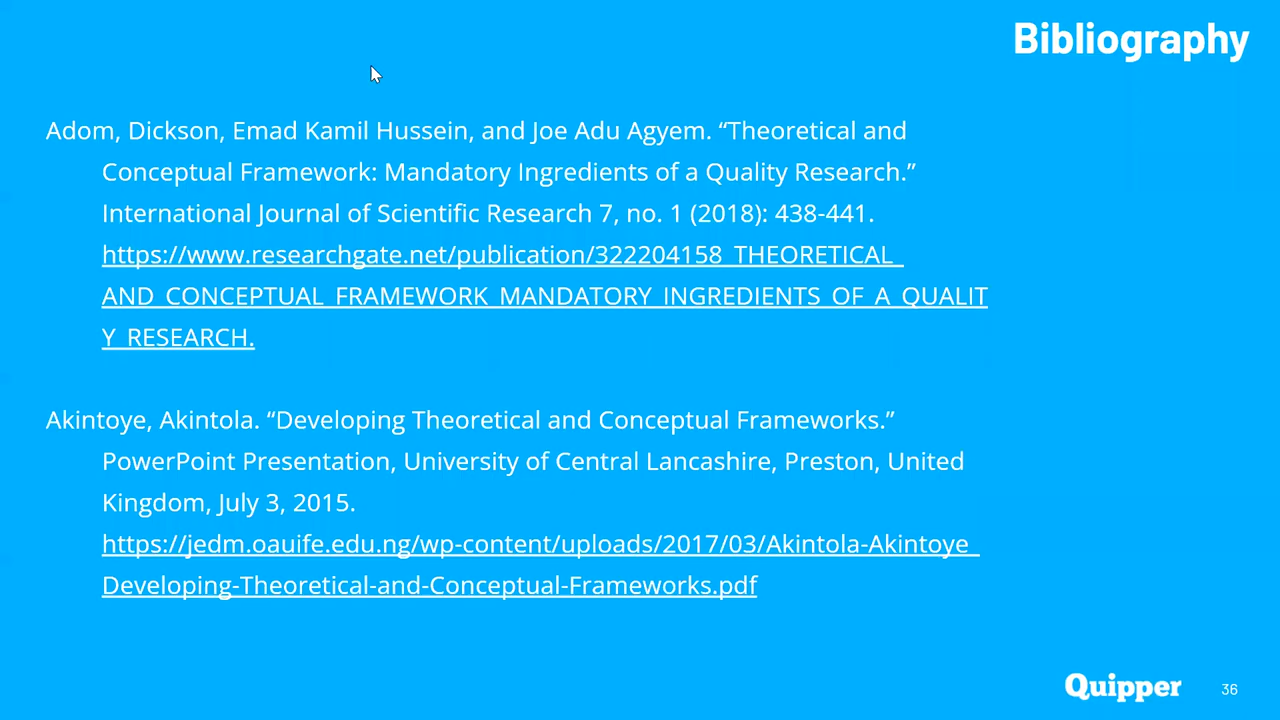 Bibliography
Adom, Dickson, Emad Kamil Hussein, and Joe Adu Agyem. “Theoretical and
Conceptual Framework: Mandatory Ingredients of a Quality Research.”
International Journal of Scientific Research 7, no. 1 (2018): 438-441.
https://www.researchgate.net/publication/322204158_THEORETICAL_
AND_CONCEPTUAL_FRAMEWORK_MANDATORY_INGREDIENTS_OF_A_QUALIT
Y_RESEARCH.
Akintoye, Akintola. “Developing Theoretical and Conceptual Frameworks.”
PowerPoint Presentation, University of Central Lancashire, Preston, United
Kingdom, July 3, 2015.
https://jedm.oauife.edu.ng/wp-content/uploads/2017/03/Akintola-Akintoye_
Developing-Theoretical-and-Conceptual-Frameworks.pdf
Quipper 36